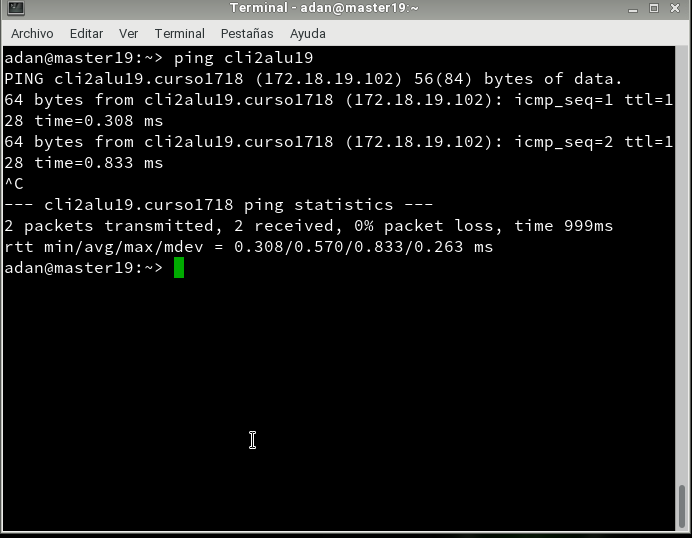 Terminal - adan@master19:~
Archivo Editar Ver Terminal Pestañas Ayuda
adan@master19:~> ping cli2alu19
PING cli2alu19.curso1718 (172.18.19.102) 56(84) bytes of data.
64 bytes from cli2alu19.curso1718 (172.18.19.102): icmp_seq=1 ttl=1
28 time=0.308 ms
64 bytes from cli2alu19.curso1718 (172.18.19.102): icmp_seq=2 ttl=1
28 time=0.833 ms
^C
--- cli2alu19.curso1718 ping statistics ---
2 packets transmitted, 2 received, 0% packet loss, time 999ms
rtt min/avg/max/mdev = 0.308/0.570/0.833/0.263 ms
adan@master19:~>